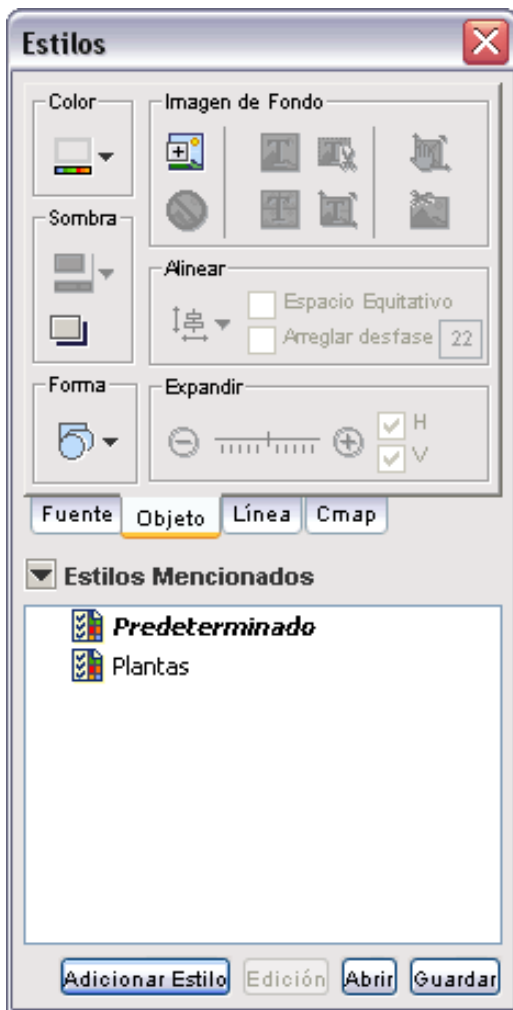 Estilos
Color
Imagen de Fondo
Sombra
Alinear
Espacio Equitativo
Arreglar desfase 22
Forma
Expandir
H
V
Fuente Objeto Línea Cmap
Estilos Mencionados
Predeterminado
Plantas
Adicionar Estilo Edición Abrir Guardar